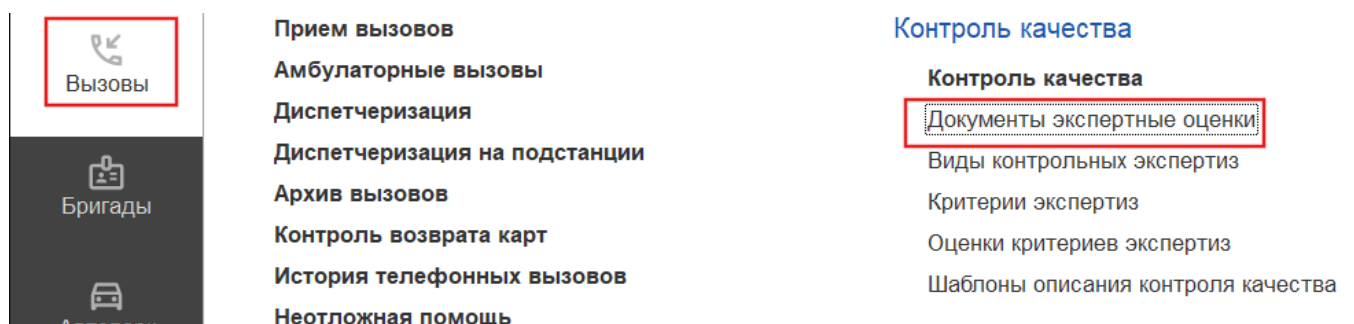 Вызовы
Бригады
Прием вызовов
Амбулаторные вызовы
Диспетчеризация
Диспетчеризация на подстанции
Архив вызовов
Контроль возврата карт
История телефонных вызовов
Неотложная помощь
Контроль качества
Контроль качества
Документы экспертные оценки
Виды контрольных экспертиз
Критерии экспертиз
Оценки критериев экспертиз
Шаблоны описания контроля качества